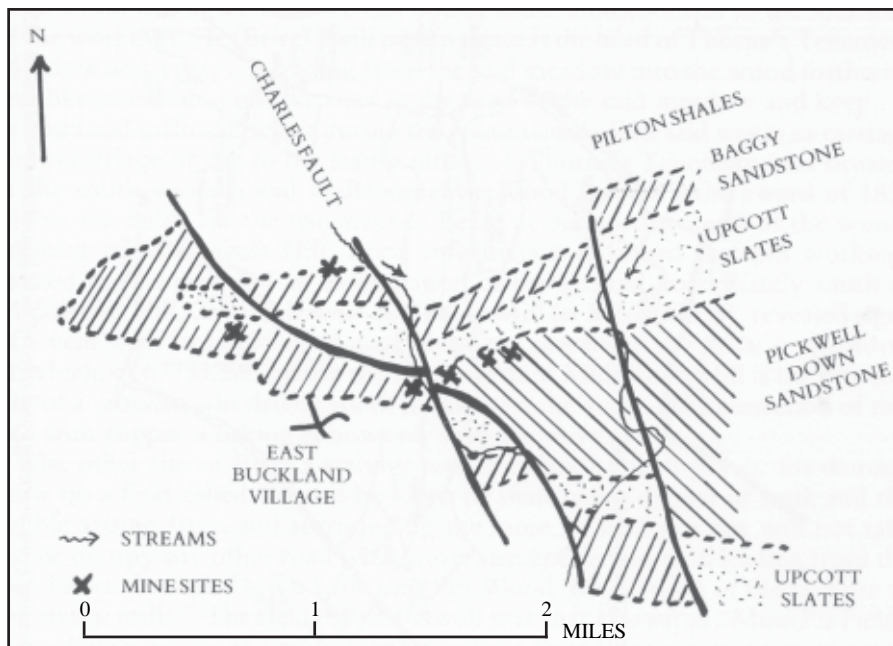 N
CHARLES FAULT
PILTON SHALES
BAGGY
SANDSTONE
UPCOTT
SLATES
PICKWELL
DOWN
SANDSTONE
EAST
BUCKLAND
VILLAGE
STREAMS
MINE SITES
UPCOTT
SLATES
0 1 2
MILES